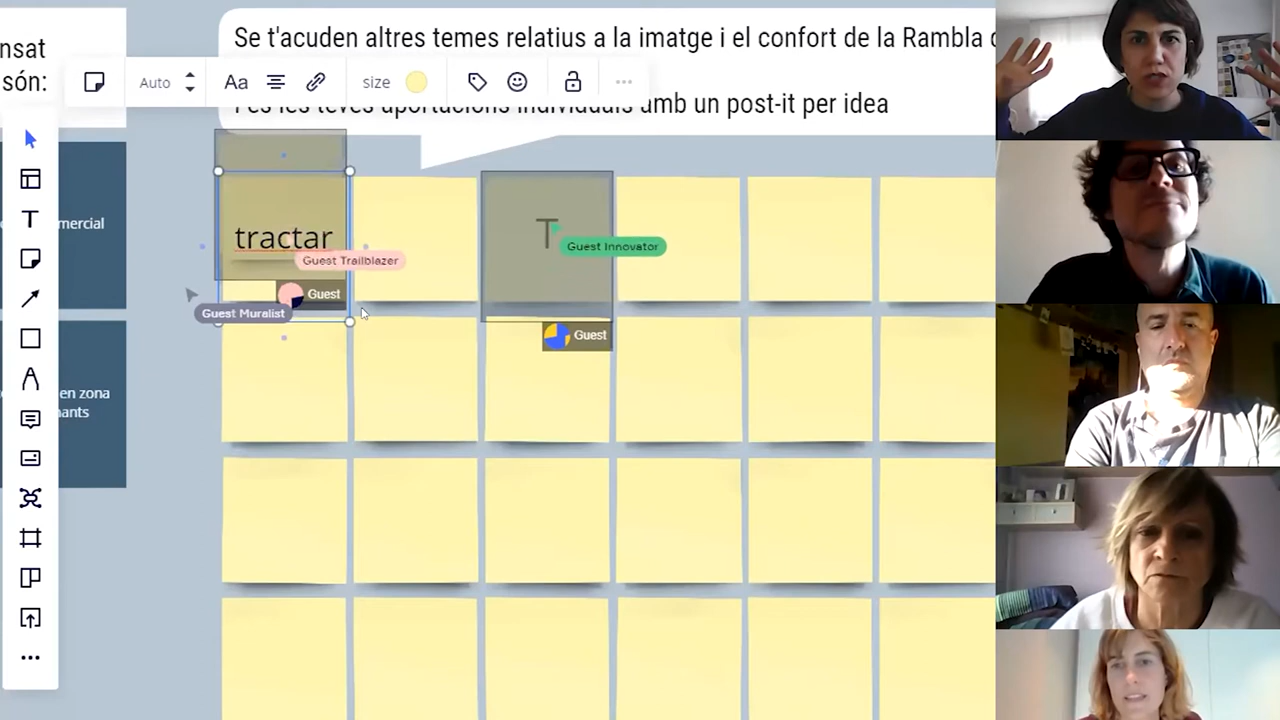 nsat
són:
Se t'acuden altres temes relatius a la imatge i el confort de la Rambla
Auto
Aa
size
Fes les teves aportacions individuals amb un post-it per idea
mercial
tractar
T
Guest Trailblazer
Guest Innovator
Guest
Guest Muralist
Guest
en zona
nants